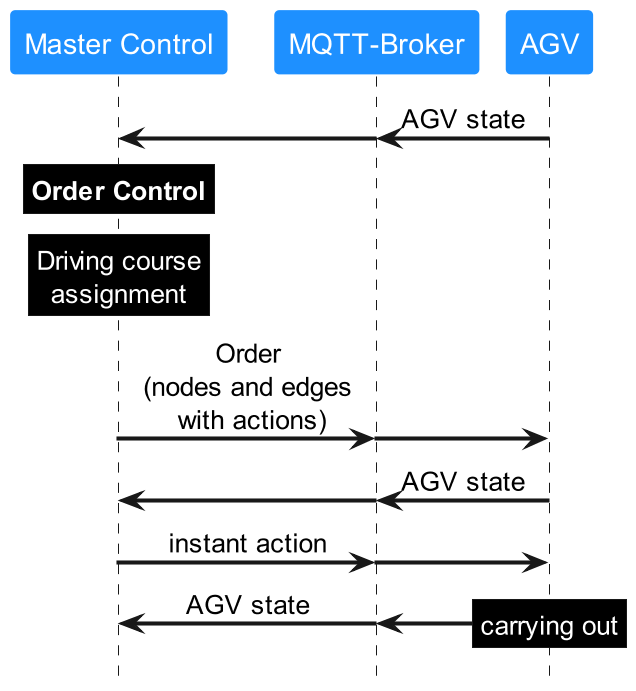 Master Control
MQTT-Broker
AGV
AGV state
Order Control
Driving course
assignment
Order
(nodes and edges
with actions)
AGV state
instant action
AGV state
carrying out